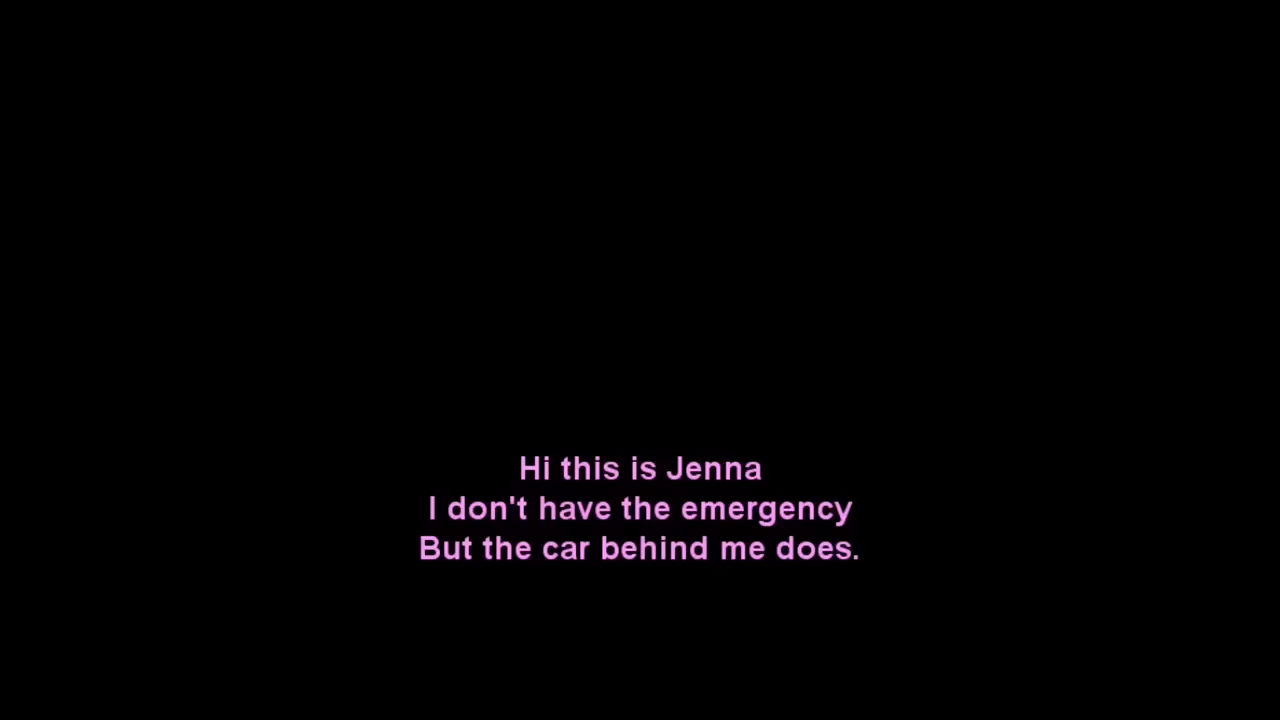 Hi this is Jenna
I don't have the emergency
But the car behind me does.